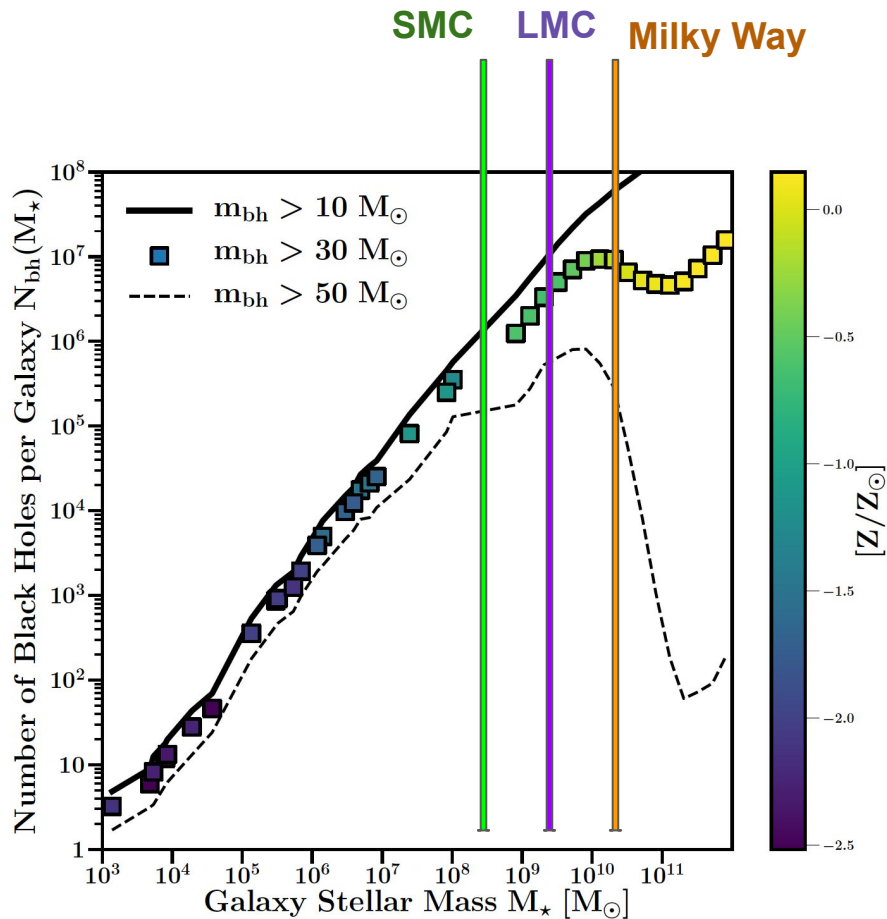 SMC LMC Milky Way
m_bh > 10 M_⊙
m_bh > 30 M_⊙
m_bh > 50 M_⊙
Number of Black Holes per Galaxy N_bh(M_⋆)
10^8
10^7
10^6
10^5
10^4
10^3
10^2
10
1
10^3 10^4 10^5 10^6 10^7 10^8 10^9 10^10 10^11
Galaxy Stellar Mass M_⋆ [M_⊙]
0.0
−0.5
−1.0
−1.5
−2.0
−2.5
[Z/Z_⊙]